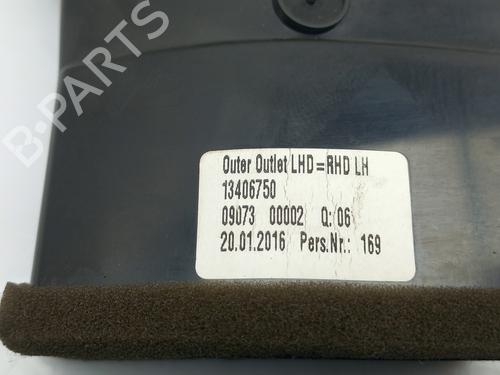 B-PARTS
Outer Outlet LHD=RHD LH
13406750
09073 00002 Q: 06
20.01.2016 Pers.Nr.: 169